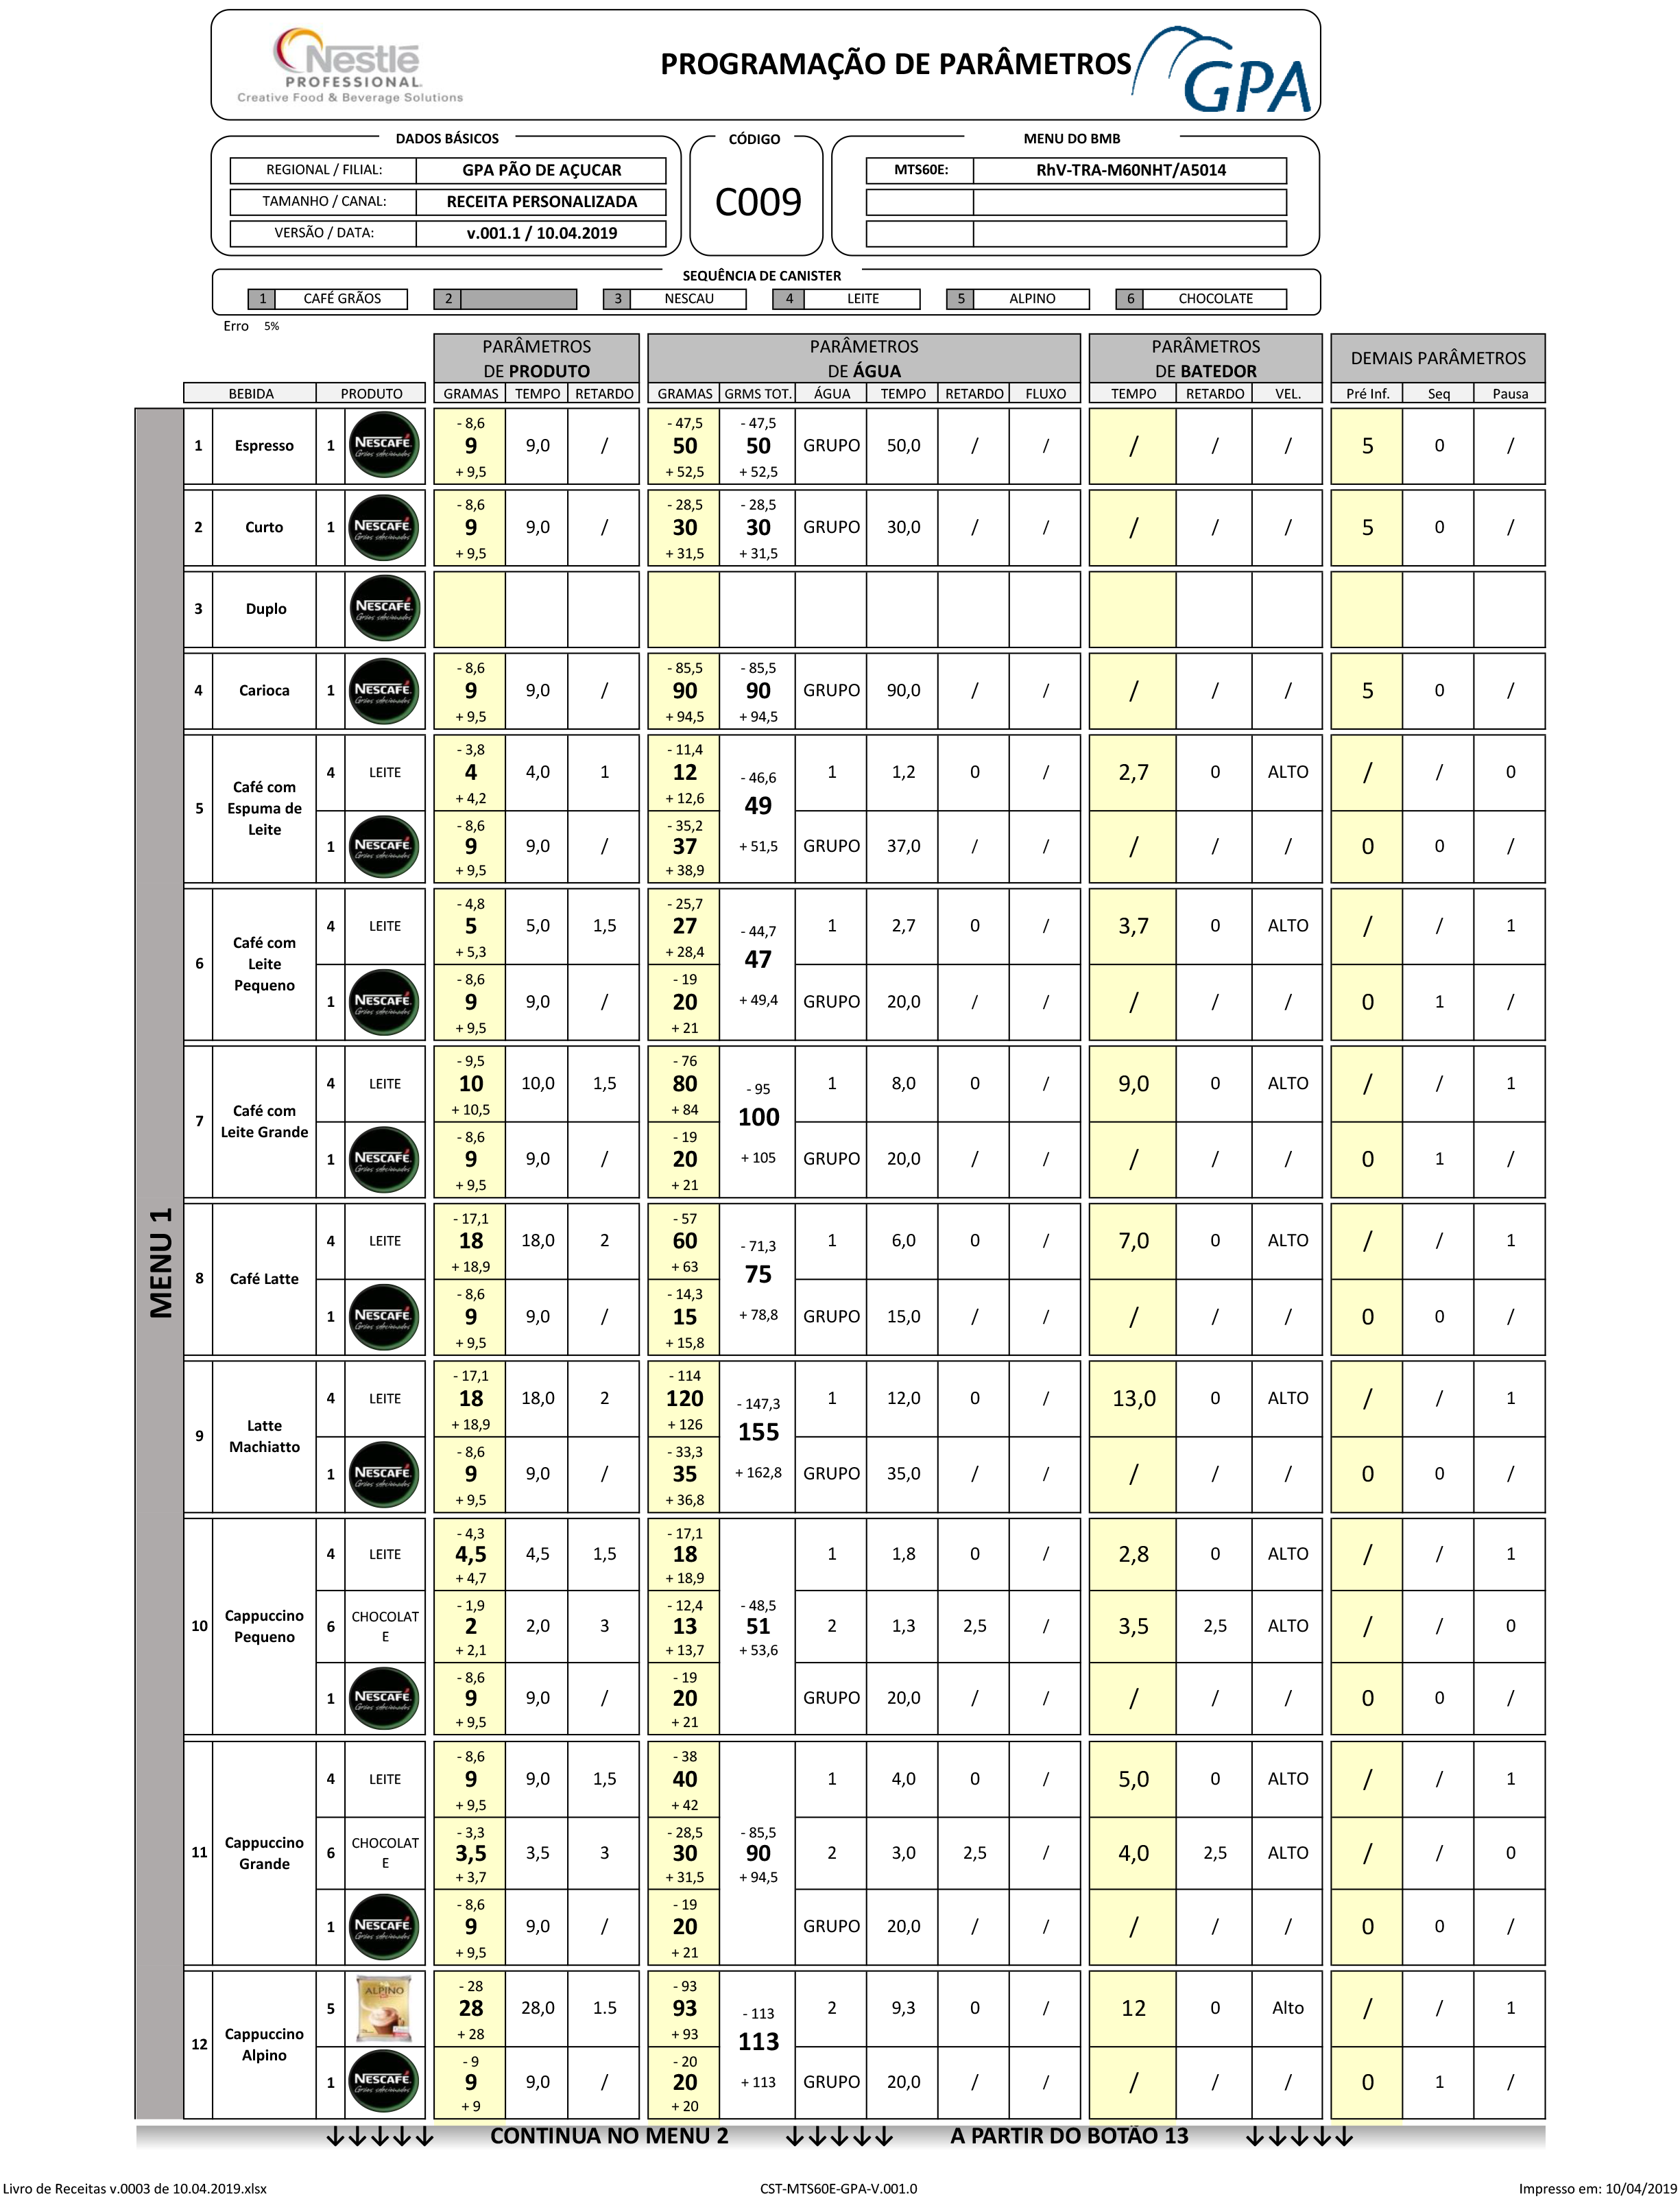 Nestlé
PROFESSIONAL.
Creative Food & Beverage Solutions
PROGRAMAÇÃO DE PARÂMETROS
GPA
DADOS BÁSICOS
CÓDIGO
MENU DO BMB
REGIONAL / FILIAL: GPA PÃO DE AÇUCAR
TAMANHO / CANAL: RECEITA PERSONALIZADA
VERSÃO / DATA: v.001.1 / 10.04.2019
C009
MTS60E: RhV-TRA-M60NHT/A5014
SEQUÊNCIA DE CANISTER
1 CAFÉ GRÃOS 2 3 NESCAU 4 LEITE 5 ALPINO 6 CHOCOLATE
Erro 5%
PARÂMETROS PARÂMETROS PARÂMETROS DEMAIS PARÂMETROS
DE PRODUTO DE ÁGUA DE BATEDOR
BEBIDA PRODUTO GRAMAS TEMPO RETARDO GRAMAS GRMS TOT. ÁGUA TEMPO RETARDO FLUXO TEMPO RETARDO VEL. Pré Inf. Seq Pausa
MENU 1
- 8,6 - 47,5 - 47,5
1 Espresso 1 NESCAFÉ 9 9,0 / 50 50 GRUPO 50,0 / / / / / 5 0 /
+ 9,5 + 52,5 + 52,5
- 8,6 - 28,5 - 28,5
2 Curto 1 NESCAFÉ 9 9,0 / 30 30 GRUPO 30,0 / / / / / 5 0 /
+ 9,5 + 31,5 + 31,5
3 Duplo NESCAFÉ
- 8,6 - 85,5 - 85,5
4 Carioca 1 NESCAFÉ 9 9,0 / 90 90 GRUPO 90,0 / / / / / 5 0 /
+ 9,5 + 94,5 + 94,5
5 Café com
Espuma de
Leite
- 3,8 - 11,4
4 LEITE 4 4,0 1 12 1 1,2 0 / 2,7 0 ALTO / / 0
+ 4,2 + 12,6
- 46,6
49
+ 51,5
- 8,6 - 35,2
1 NESCAFÉ 9 9,0 / 37 GRUPO 37,0 / / / / / 0 0 /
+ 9,5 + 38,9
6 Café com
Leite
Pequeno
- 4,8 - 25,7
4 LEITE 5 5,0 1,5 27 1 2,7 0 / 3,7 0 ALTO / / 1
+ 5,3 + 28,4
- 44,7
47
+ 49,4
- 8,6 - 19
1 NESCAFÉ 9 9,0 / 20 GRUPO 20,0 / / / / / 0 1 /
+ 9,5 + 21
7 Café com
Leite Grande
- 9,5 - 76
4 LEITE 10 10,0 1,5 80 1 8,0 0 / 9,0 0 ALTO / / 1
+ 10,5 + 84
- 95
100
+ 105
- 8,6 - 19
1 NESCAFÉ 9 9,0 / 20 GRUPO 20,0 / / / / / 0 1 /
+ 9,5 + 21
8 Café Latte
- 17,1 - 57
4 LEITE 18 18,0 2 60 1 6,0 0 / 7,0 0 ALTO / / 1
+ 18,9 + 63
- 71,3
75
+ 78,8
- 8,6 - 14,3
1 NESCAFÉ 9 9,0 / 15 GRUPO 15,0 / / / / / 0 0 /
+ 9,5 + 15,8
9 Latte
Machiatto
- 17,1 - 114
4 LEITE 18 18,0 2 120 1 12,0 0 / 13,0 0 ALTO / / 1
+ 18,9 + 126
- 147,3
155
+ 162,8
- 8,6 - 33,3
1 NESCAFÉ 9 9,0 / 35 GRUPO 35,0 / / / / / 0 0 /
+ 9,5 + 36,8
10 Cappuccino
Pequeno
- 4,3 - 17,1
4 LEITE 4,5 4,5 1,5 18 1 1,8 0 / 2,8 0 ALTO / / 1
+ 4,7 + 18,9
- 1,9 - 12,4 - 48,5
6 CHOCOLAT
E 2 2,0 3 13 51 2 1,3 2,5 / 3,5 2,5 ALTO / / 0
+ 2,1 + 13,7 + 53,6
- 8,6 - 19
1 NESCAFÉ 9 9,0 / 20 GRUPO 20,0 / / / / / 0 0 /
+ 9,5 + 21
11 Cappuccino
Grande
- 8,6 - 38
4 LEITE 9 9,0 1,5 40 1 4,0 0 / 5,0 0 ALTO / / 1
+ 9,5 + 42
- 3,3 - 28,5 - 85,5
6 CHOCOLAT
E 3,5 3,5 3 30 90 2 3,0 2,5 / 4,0 2,5 ALTO / / 0
+ 3,7 + 31,5 + 94,5
- 8,6 - 19
1 NESCAFÉ 9 9,0 / 20 GRUPO 20,0 / / / / / 0 0 /
+ 9,5 + 21
12 Cappuccino
Alpino
- 28 - 93
5 ALPINO 28 28,0 1.5 93 2 9,3 0 / 12 0 Alto / / 1
+ 28 + 93
- 113
113
+ 113
- 9 - 20
1 NESCAFÉ 9 9,0 / 20 GRUPO 20,0 / / / / / 0 1 /
+ 9 + 20
↓↓↓↓↓ CONTINUA NO MENU 2 ↓↓↓↓↓ A PARTIR DO BOTÃO 13 ↓↓↓↓↓
Livro de Receitas v.0003 de 10.04.2019.xlsx CST-MTS60E-GPA-V.001.0 Impresso em: 10/04/2019